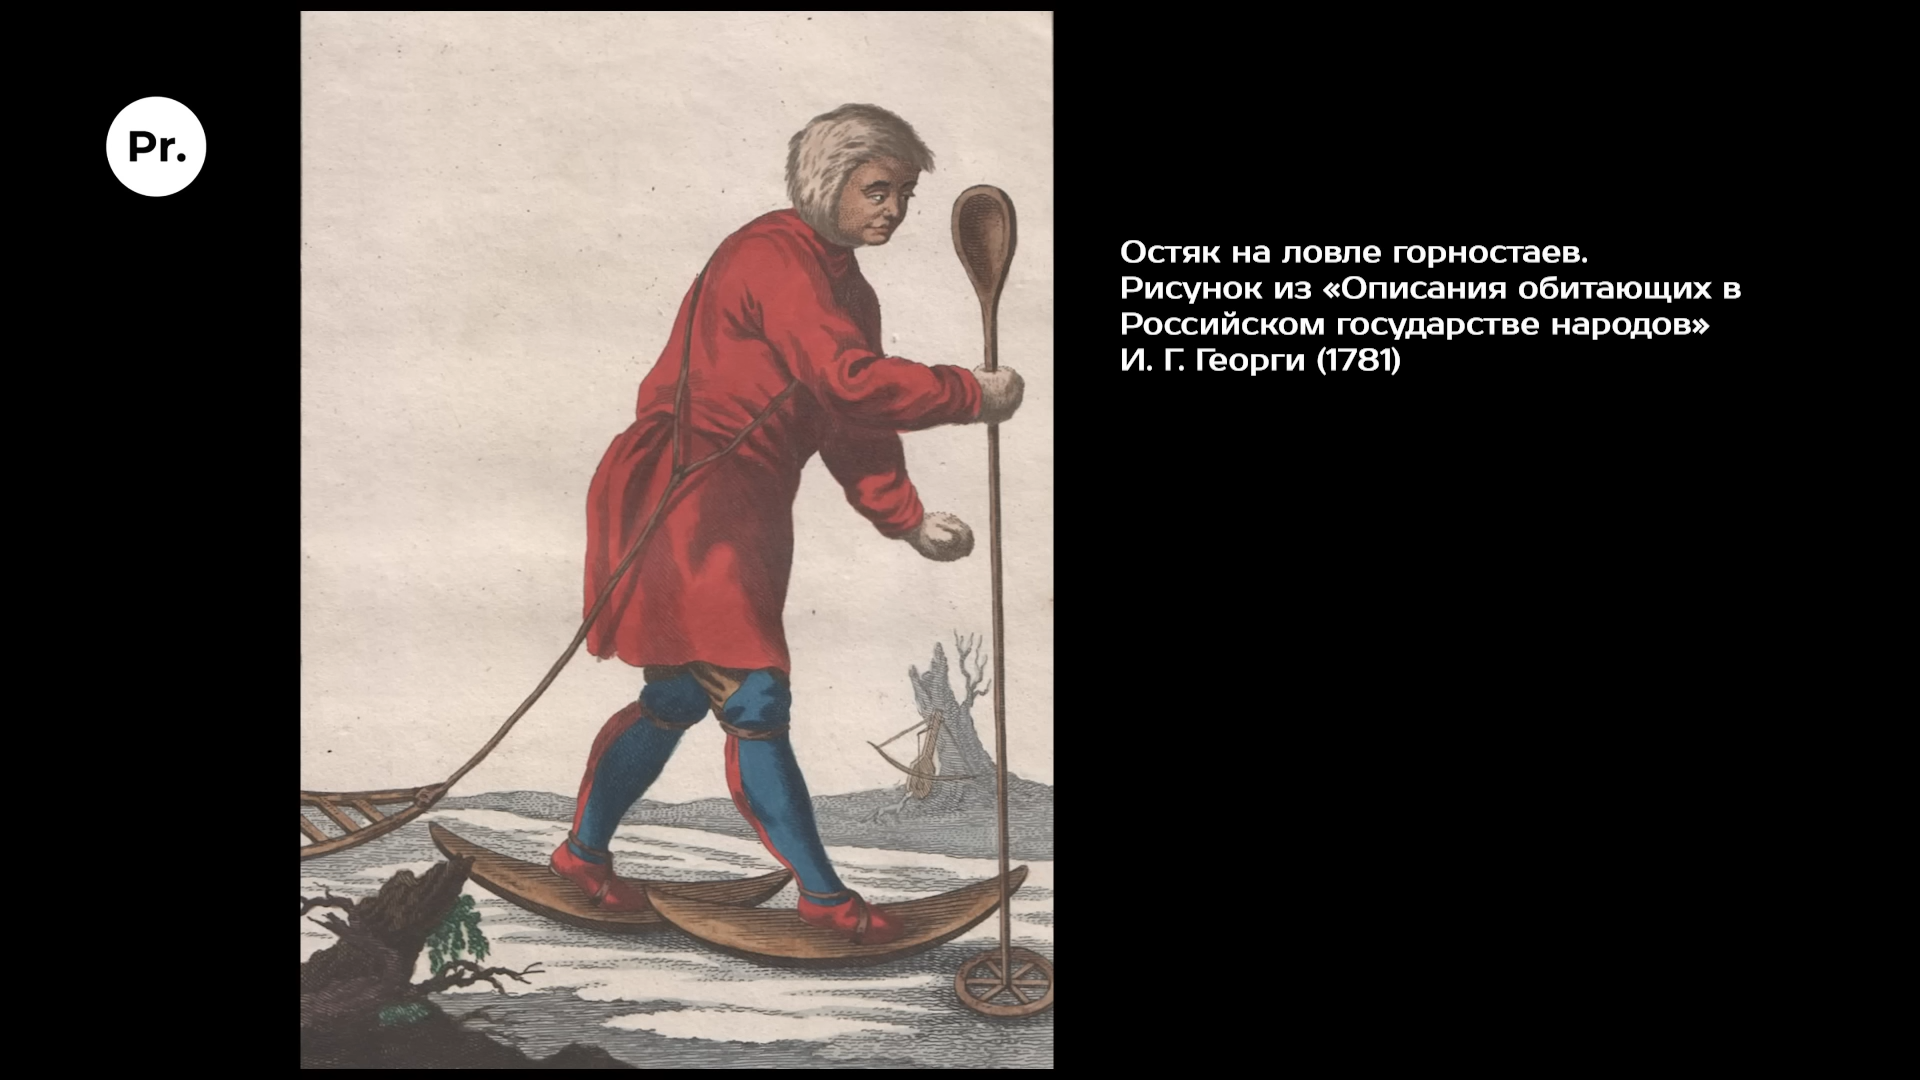 Pr.
Остяк на ловле горностаев.
Рисунок из «Описания обитающих в
Российском государстве народов»
И. Г. Георги (1781)